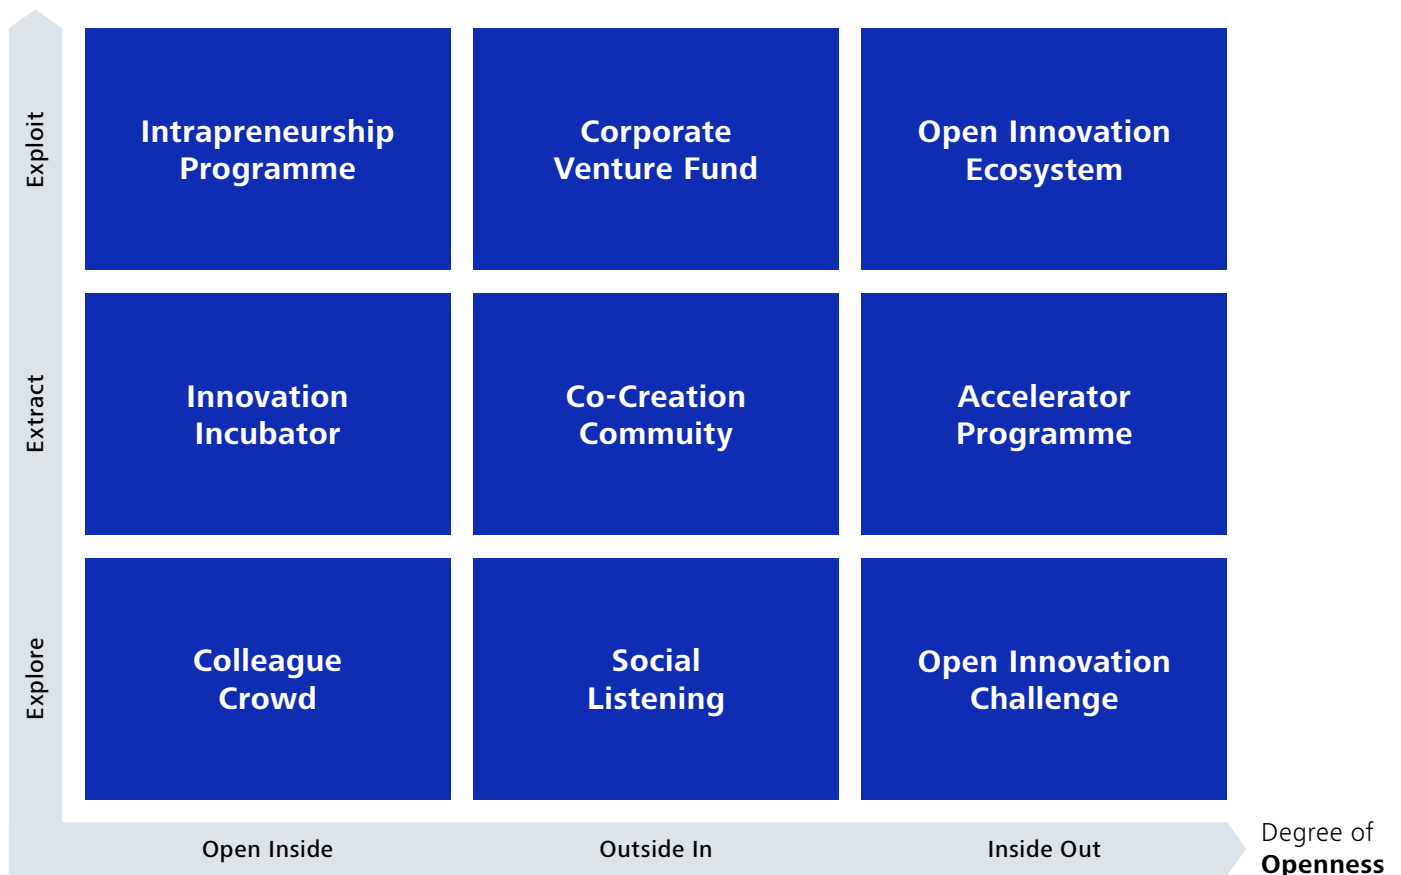 Exploit
Intrapreneurship
Programme
Corporate
Venture Fund
Open Innovation
Ecosystem
Extract
Innovation
Incubator
Co-Creation
Commuity
Accelerator
Programme
Explore
Colleague
Crowd
Social
Listening
Open Innovation
Challenge
Open Inside
Outside In
Inside Out
Degree of
Openness